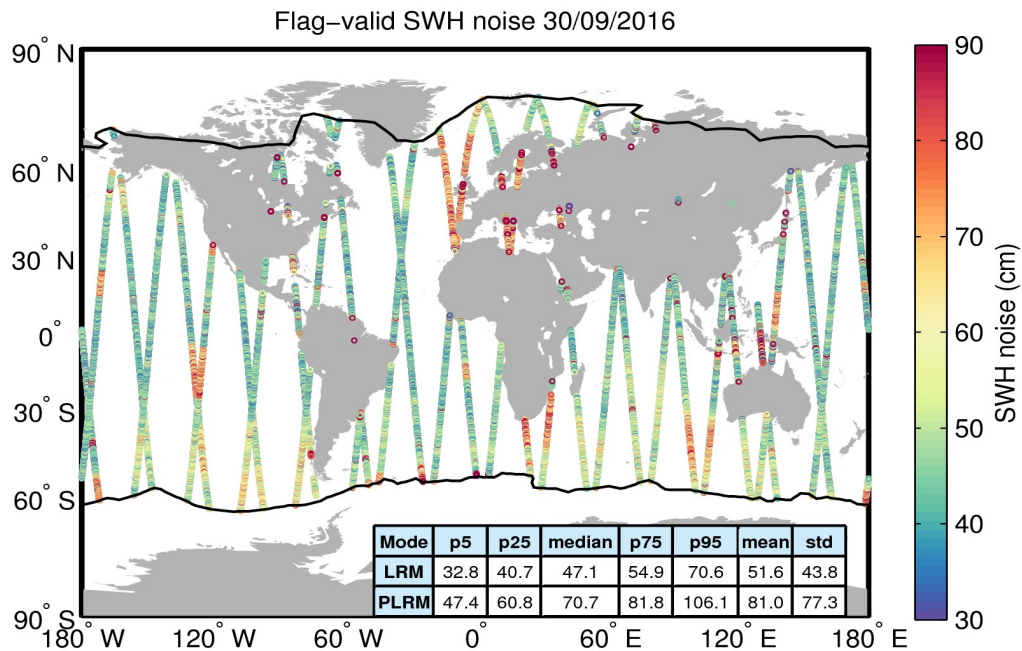 Flag−valid SWH noise 30/09/2016
90° N
60° N
30° N
0°
30° S
60° S
90° S
180° W
120° W
60° W
0°
60° E
120° E
180° E
90
80
70
60
50
40
30
SWH noise (cm)
Mode p5 p25 median p75 p95 mean std
LRM 32.8 40.7 47.1 54.9 70.6 51.6 43.8
PLRM 47.4 60.8 70.7 81.8 106.1 81.0 77.3